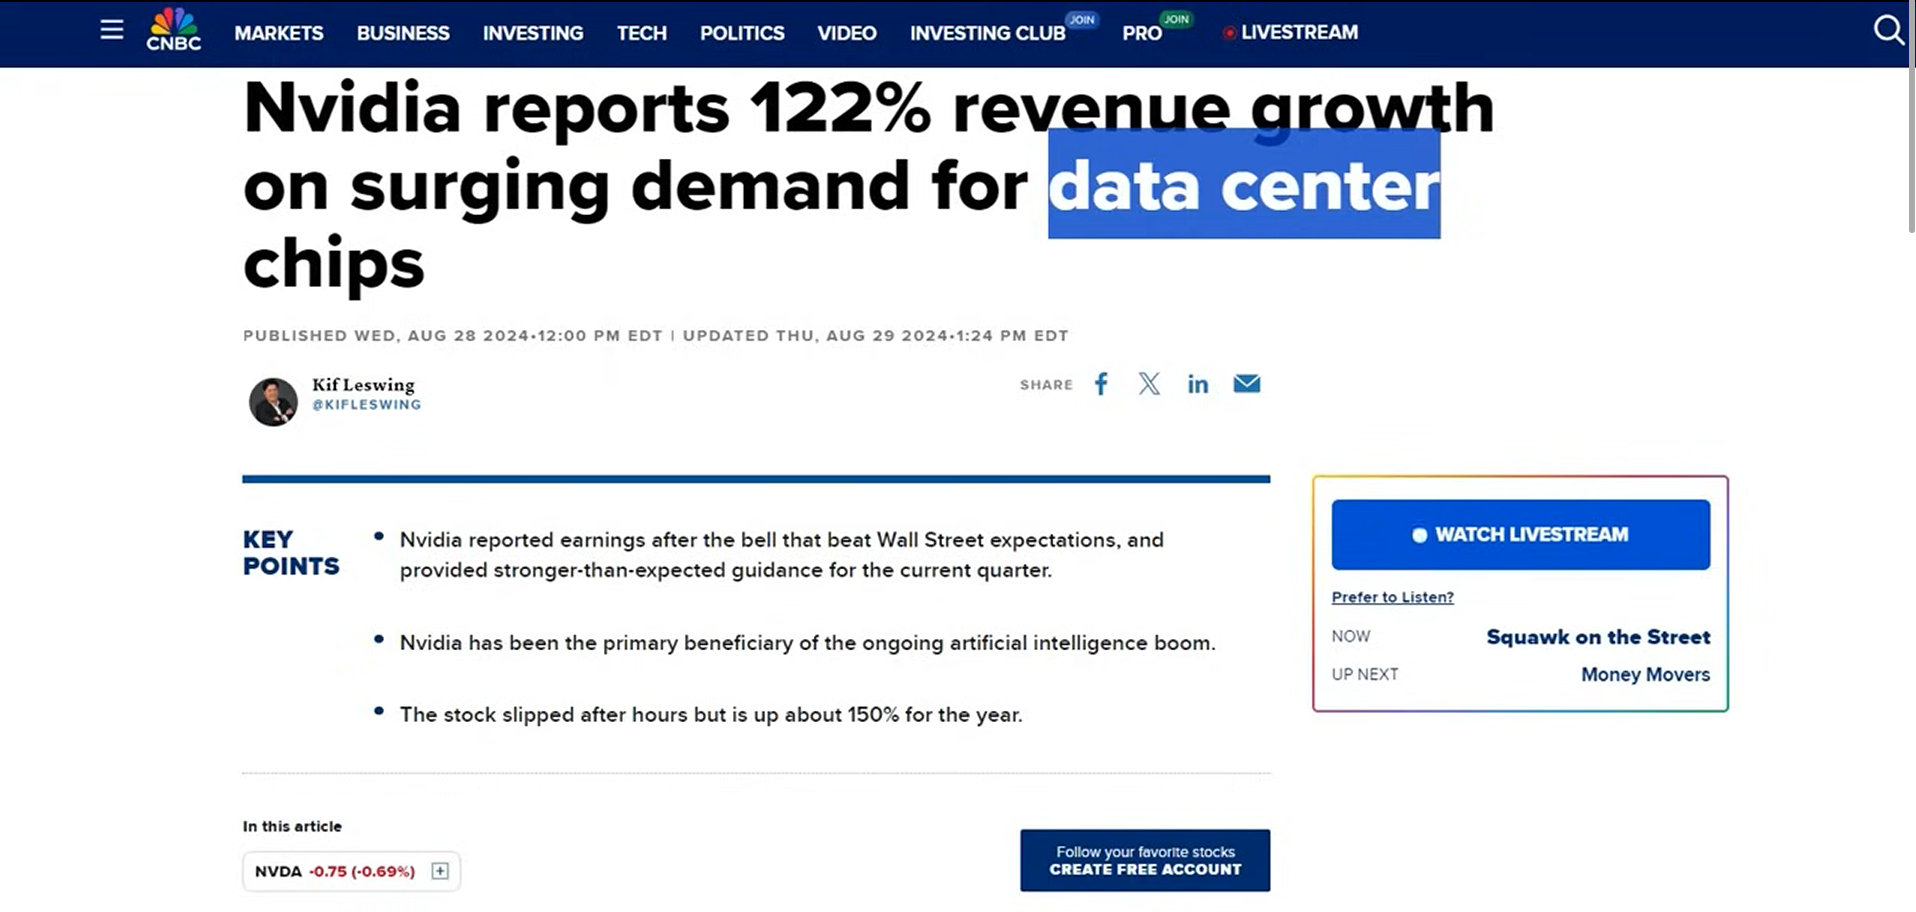 CNBC
MARKETS BUSINESS INVESTING TECH POLITICS VIDEO INVESTING CLUB JOIN PRO JOIN LIVESTREAM
Nvidia reports 122% revenue growth
on surging demand for data center
chips
PUBLISHED WED, AUG 28 2024•12:00 PM EDT | UPDATED THU, AUG 29 2024•1:24 PM EDT
Kif Leswing
@KIFLESWING
SHARE
KEY
POINTS
• Nvidia reported earnings after the bell that beat Wall Street expectations, and
provided stronger-than-expected guidance for the current quarter.
• Nvidia has been the primary beneficiary of the ongoing artificial intelligence boom.
• The stock slipped after hours but is up about 150% for the year.
WATCH LIVESTREAM
Prefer to Listen?
NOW Squawk on the Street
UP NEXT Money Movers
In this article
NVDA -0.75 (-0.69%)
Follow your favorite stocks
CREATE FREE ACCOUNT